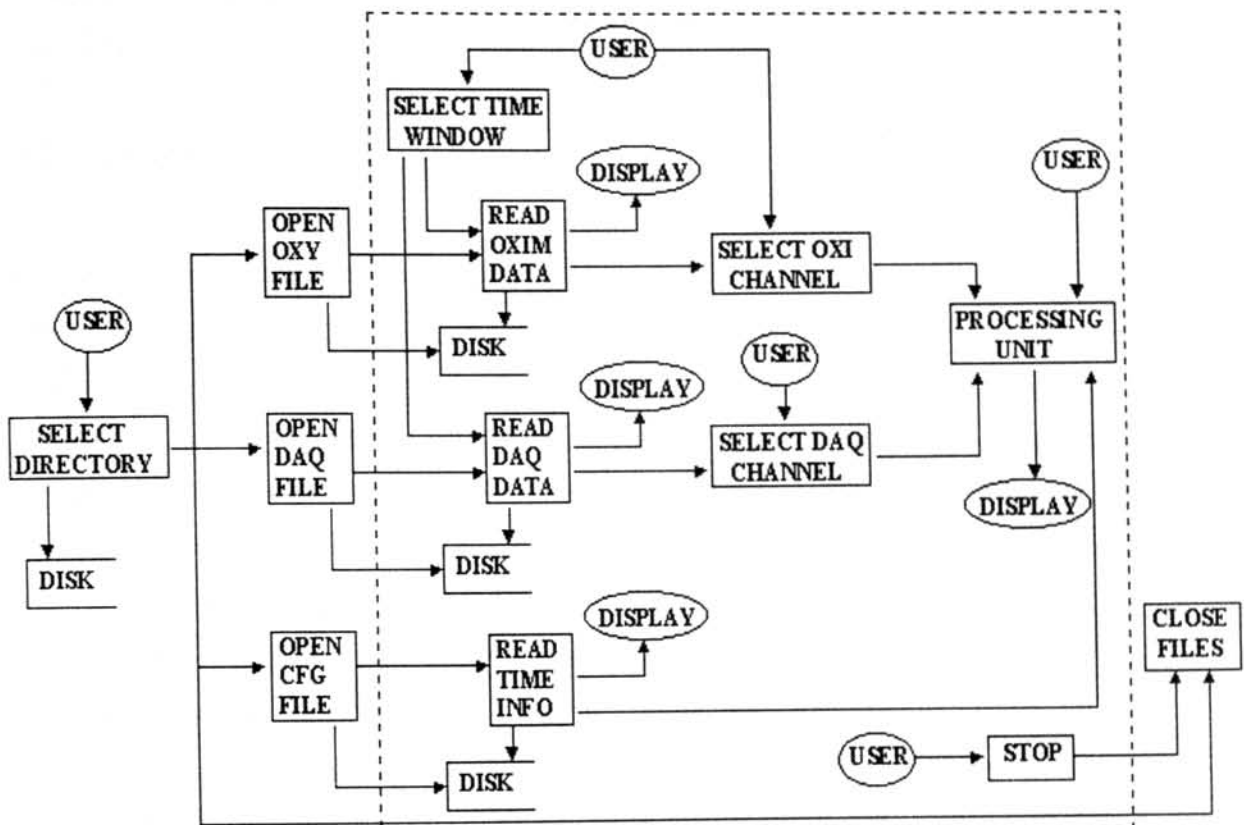 USER
SELECT TIME
WINDOW
DISPLAY
USER
OPEN
OXY
FILE
READ
OXIM
DATA
SELECT OXI
CHANNEL
USER
DISK
PROCESSING
UNIT
USER
DISPLAY
SELECT
DIRECTORY
OPEN
DAQ
FILE
READ
DAQ
DATA
SELECT DAQ
CHANNEL
DISPLAY
DISK
DISK
DISPLAY
OPEN
CFG
FILE
READ
TIME
INFO
CLOSE
FILES
USER
STOP
DISK